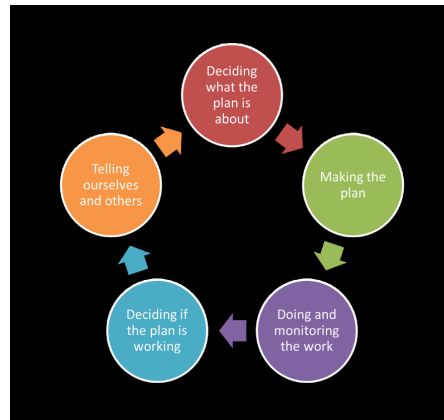 Deciding
what the
plan is
about
Making the
plan
Doing and
monitoring
the work
Deciding if
the plan is
working
Telling
ourselves
and others